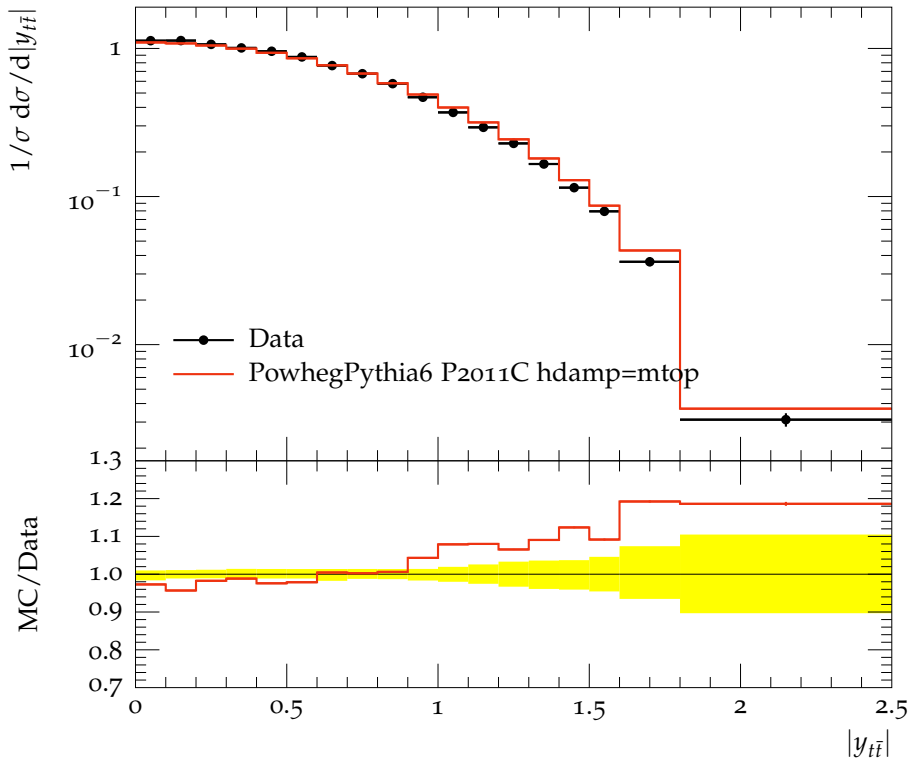 1/σ dσ/d|y_{tt̄}|
1
10⁻¹
10⁻²
Data
PowhegPythia6 P2011C hdamp=mtop
MC/Data
1.3
1.2
1.1
1.0
0.9
0.8
0.7
0 0.5 1 1.5 2 2.5
|y_{tt̄}|